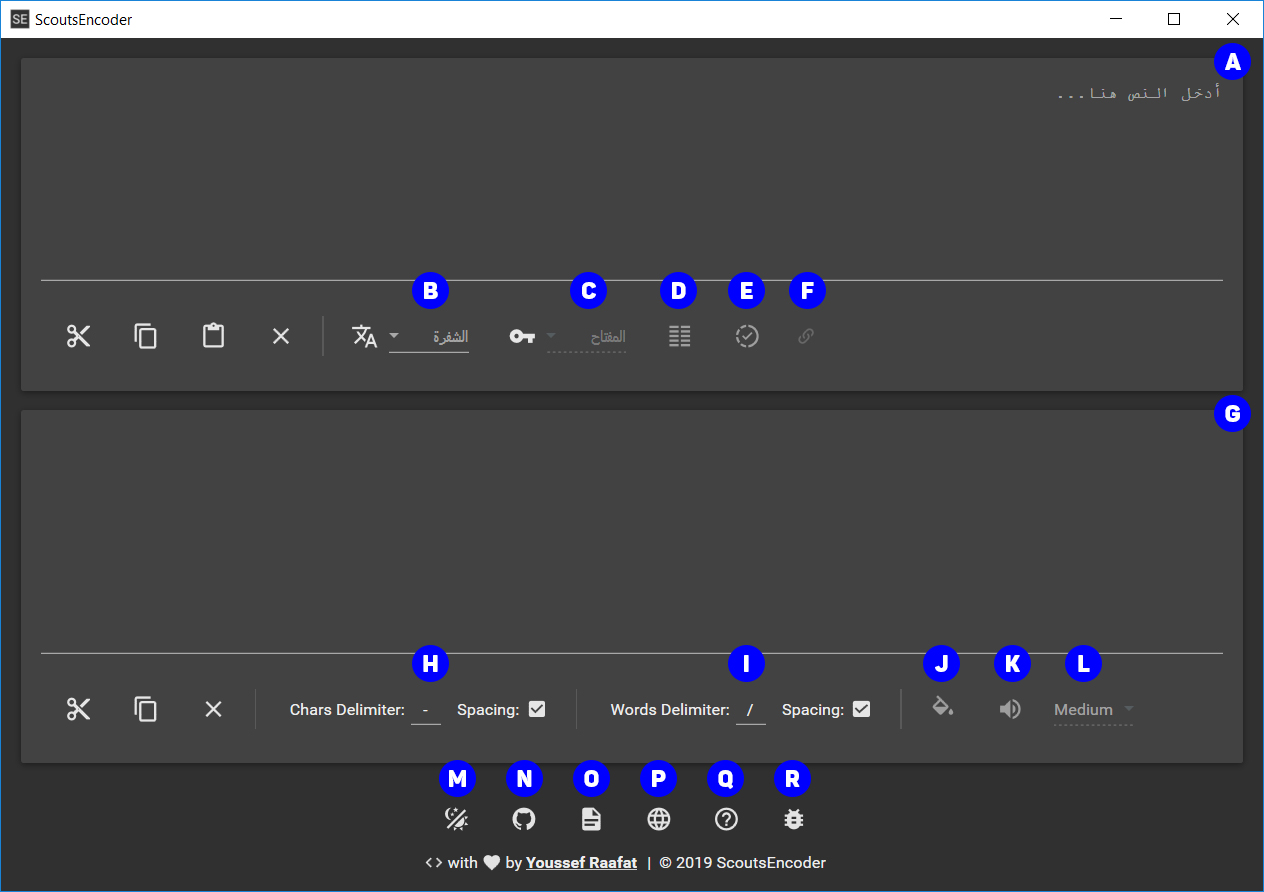 SE ScoutsEncoder
A
أدخل النص هنا...
B C D E F
الشفرة المفتاح
G
H I J K L
Chars Delimiter: - Spacing: Words Delimiter: / Spacing: Medium
M N O P Q R
<> with by Youssef Raafat | © 2019 ScoutsEncoder